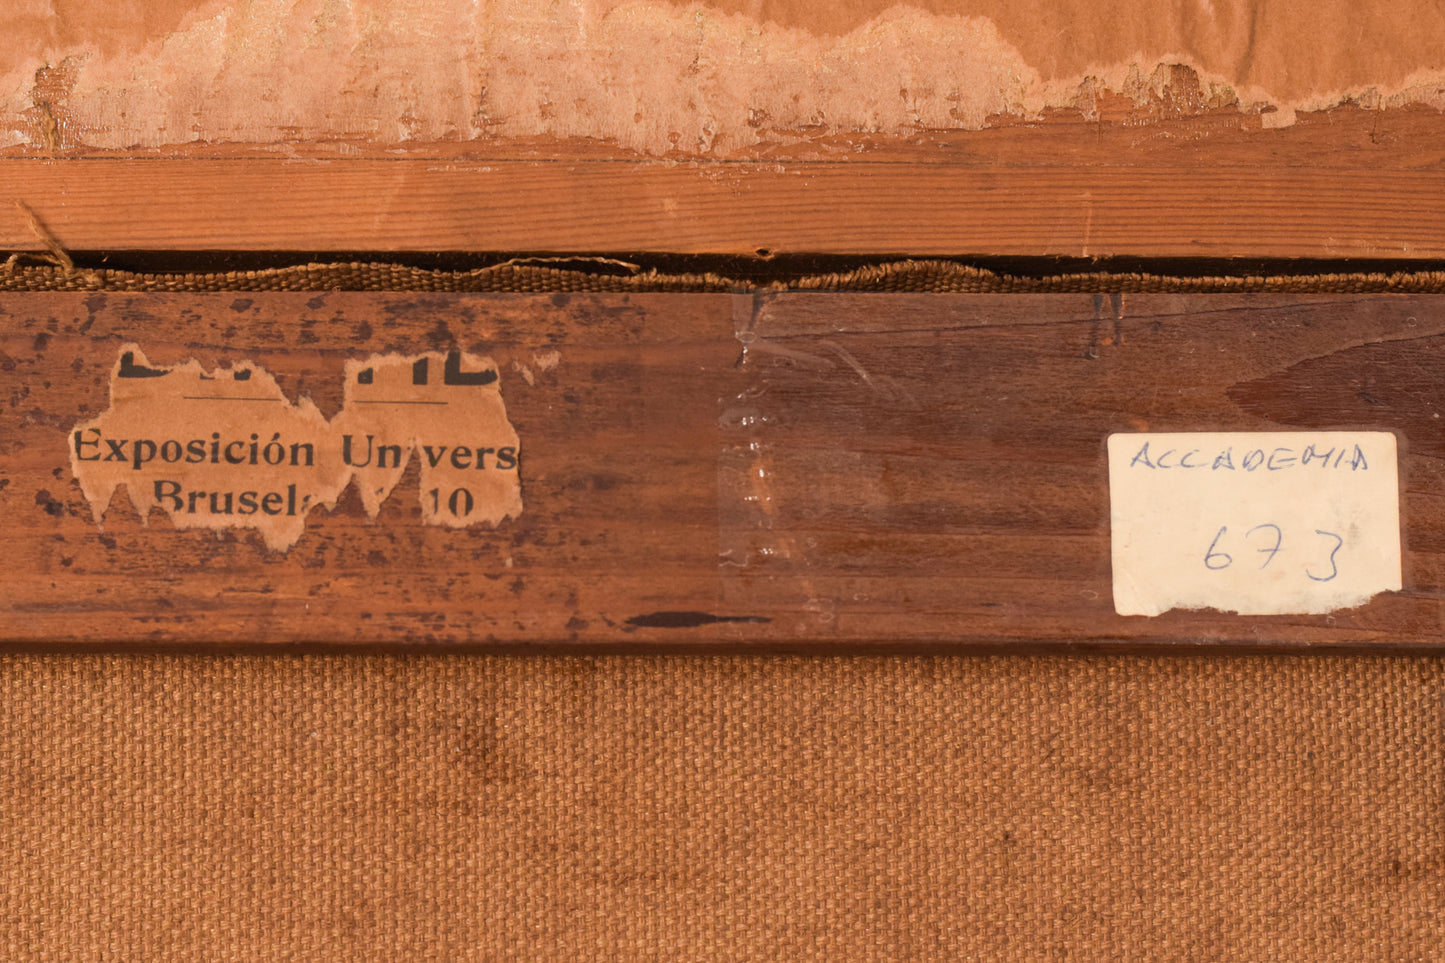 Exposición Univers
Brusel 10
ACCADEMIA
673